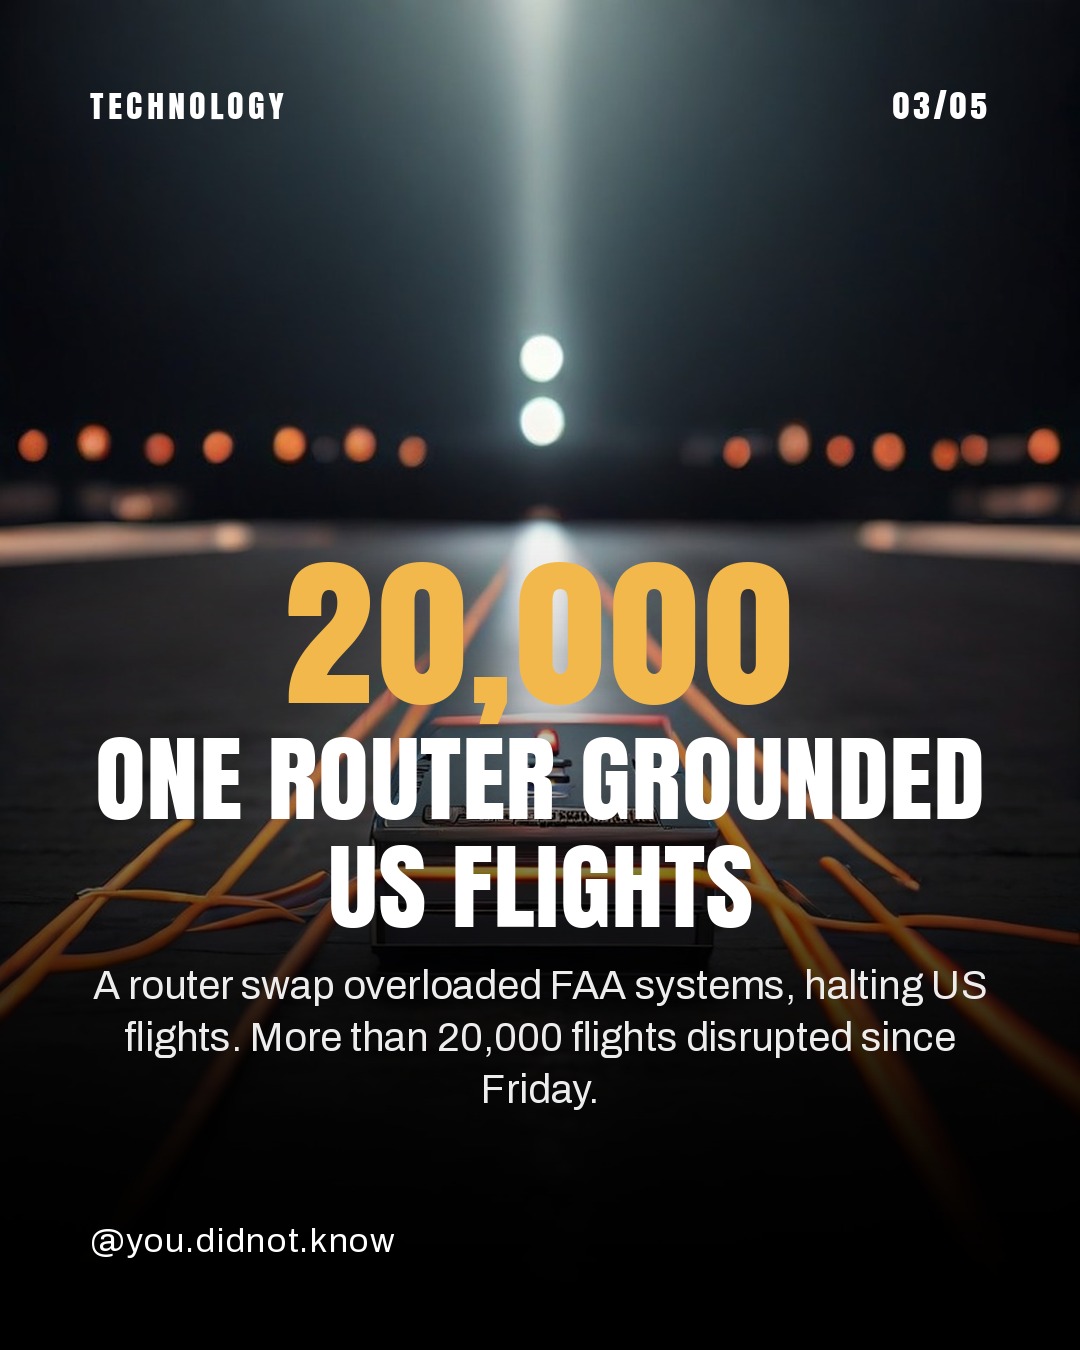 TECHNOLOGY
03/05
20,000
ONE ROUTER GROUNDED
US FLIGHTS
A router swap overloaded FAA systems, halting US
flights. More than 20,000 flights disrupted since
Friday.
@you.didnot.know